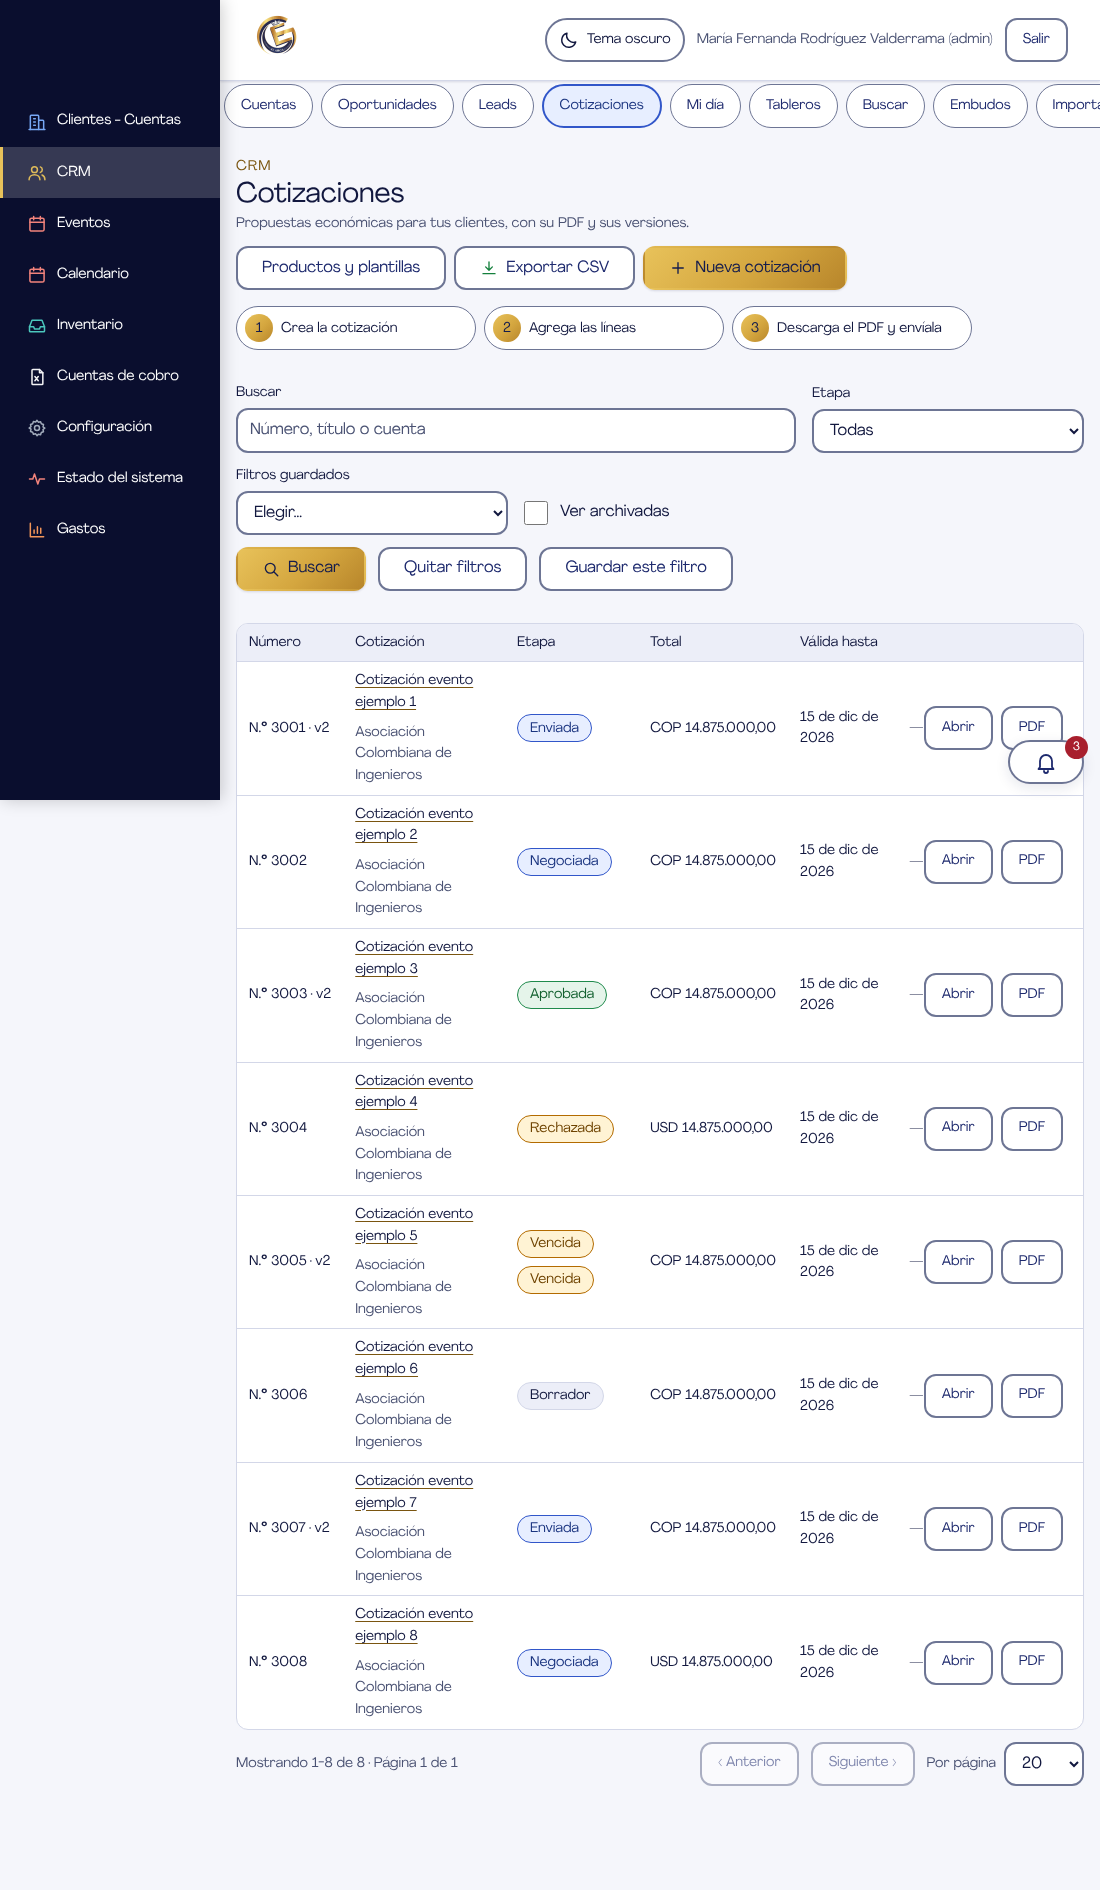 Tema oscuro
María Fernanda Rodríguez Valderrama (admin)
Salir
Clientes - Cuentas
CRM
Eventos
Calendario
Inventario
Cuentas de cobro
Configuración
Estado del sistema
Gastos
Cuentas
Oportunidades
Leads
Cotizaciones
Mi día
Tableros
Buscar
Embudos
Importa
CRM
Cotizaciones
Propuestas económicas para tus clientes, con su PDF y sus versiones.
Productos y plantillas
Exportar CSV
Nueva cotización
1 Crea la cotización
2 Agrega las líneas
3 Descarga el PDF y envíala
Buscar
Número, título o cuenta
Etapa
Todas
Filtros guardados
Elegir...
Ver archivadas
Buscar
Quitar filtros
Guardar este filtro
Número Cotización Etapa Total Válida hasta
N.º 3001 · v2
Cotización evento
ejemplo 1
Asociación
Colombiana de
Ingenieros
Enviada
COP 14.875.000,00
15 de dic de
2026
—
Abrir
PDF
3
N.º 3002
Cotización evento
ejemplo 2
Asociación
Colombiana de
Ingenieros
Negociada
COP 14.875.000,00
15 de dic de
2026
—
Abrir
PDF
N.º 3003 · v2
Cotización evento
ejemplo 3
Asociación
Colombiana de
Ingenieros
Aprobada
COP 14.875.000,00
15 de dic de
2026
—
Abrir
PDF
N.º 3004
Cotización evento
ejemplo 4
Asociación
Colombiana de
Ingenieros
Rechazada
USD 14.875.000,00
15 de dic de
2026
—
Abrir
PDF
N.º 3005 · v2
Cotización evento
ejemplo 5
Asociación
Colombiana de
Ingenieros
Vencida
Vencida
COP 14.875.000,00
15 de dic de
2026
—
Abrir
PDF
N.º 3006
Cotización evento
ejemplo 6
Asociación
Colombiana de
Ingenieros
Borrador
COP 14.875.000,00
15 de dic de
2026
—
Abrir
PDF
N.º 3007 · v2
Cotización evento
ejemplo 7
Asociación
Colombiana de
Ingenieros
Enviada
COP 14.875.000,00
15 de dic de
2026
—
Abrir
PDF
N.º 3008
Cotización evento
ejemplo 8
Asociación
Colombiana de
Ingenieros
Negociada
USD 14.875.000,00
15 de dic de
2026
—
Abrir
PDF
Mostrando 1-8 de 8 · Página 1 de 1
‹ Anterior
Siguiente ›
Por página
20